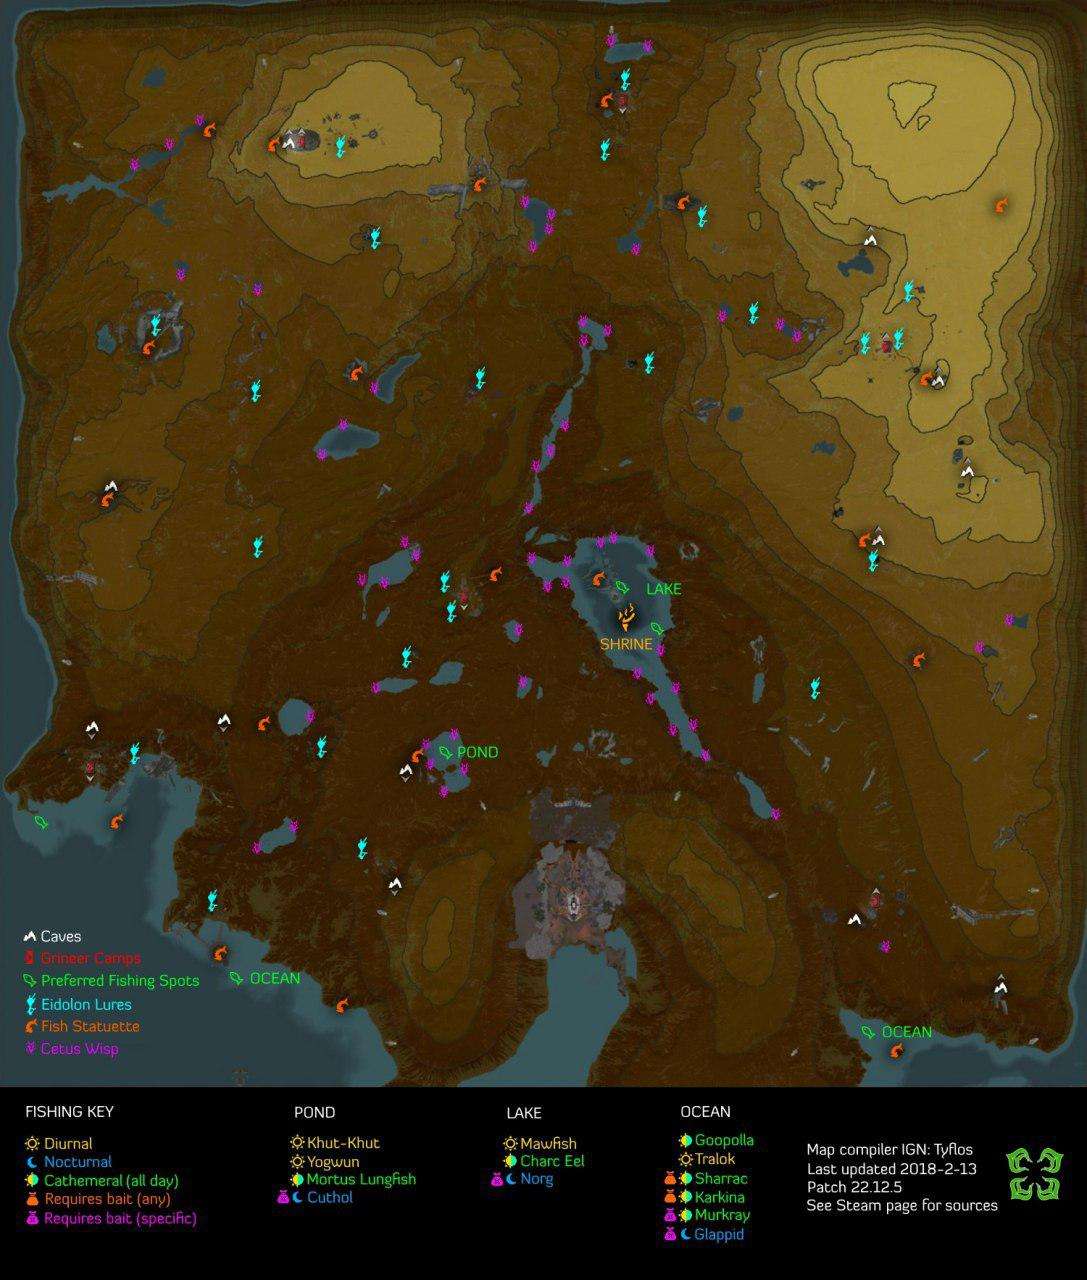 LAKE
SHRINE
POND
Caves
Grineer Camps
Preferred Fishing Spots
OCEAN
Eidolon Lures
Fish Statuette
Cetus Wisp
OCEAN
FISHING KEY
Diurnal
Nocturnal
Cathemeral (all day)
Requires bait (any)
Requires bait (specific)
POND
Khut-Khut
Yogwun
Mortus Lungfish
Cuthol
LAKE
Mawfish
Charc Eel
Norg
OCEAN
Goopolla
Tralok
Sharrac
Karkina
Murkray
Glappid
Map compiler IGN: Tyflos
Last updated 2018-2-13
Patch 22.12.5
See Steam page for sources